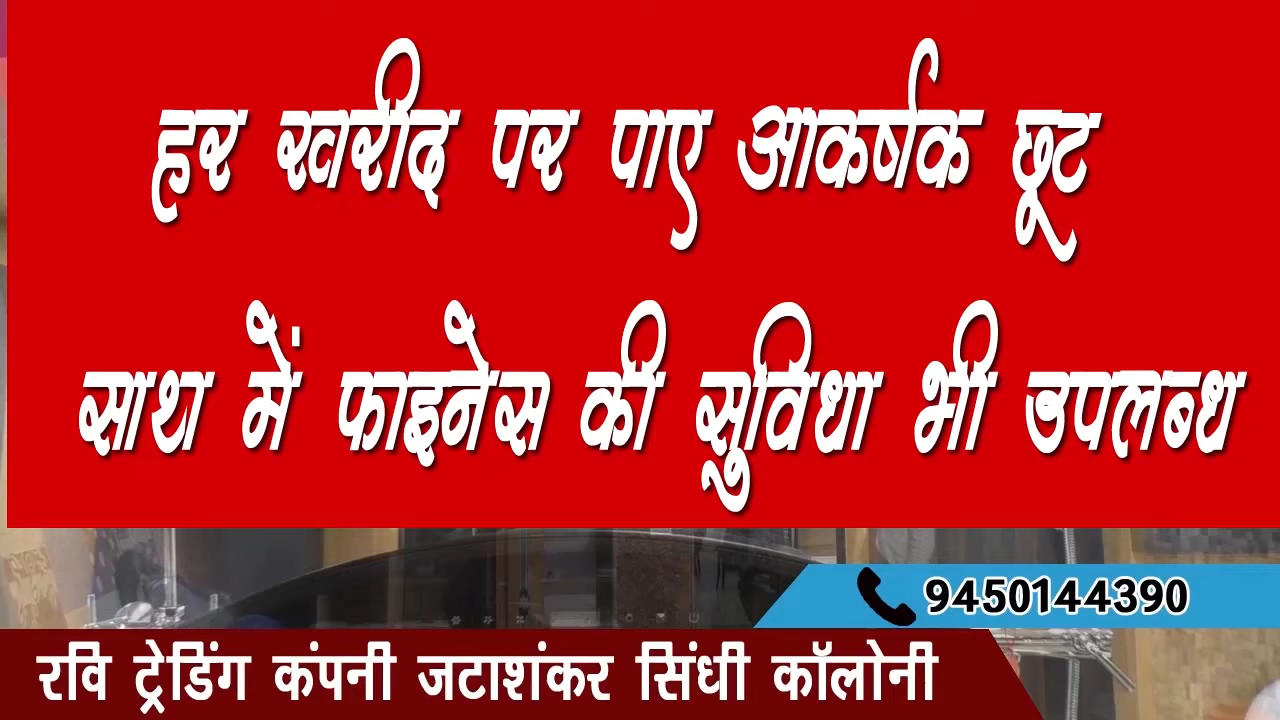 हर खरीद पर पाए आकर्षक छूट
साथ में फाइनेस की सुविधा भी उपलब्ध
9450144390
रवि ट्रेडिंग कंपनी जटाशंकर सिंधी कॉलोनी